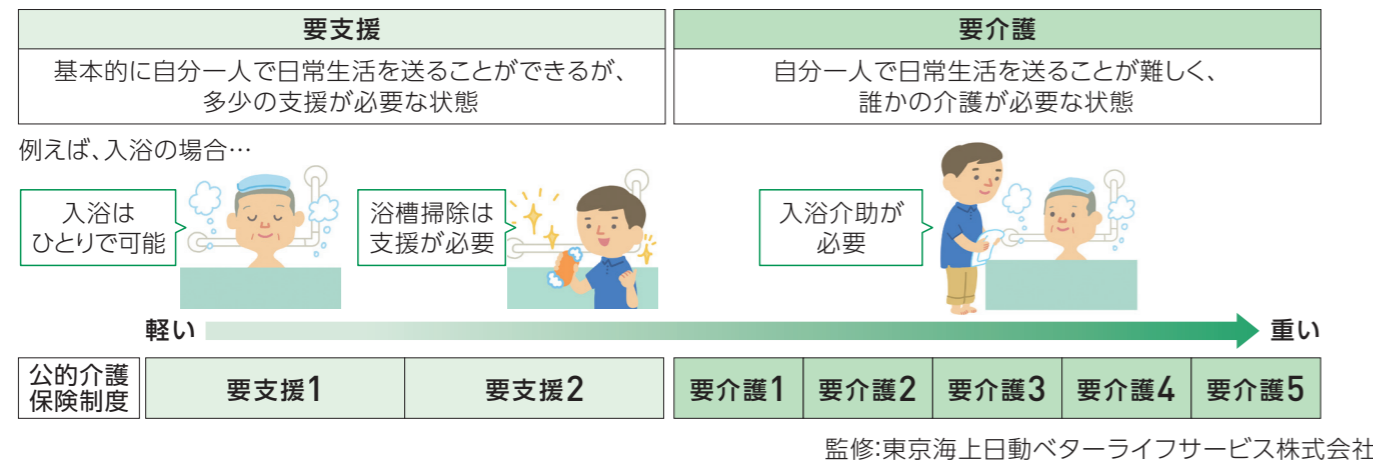 要支援
要介護
基本的に自分一人で日常生活を送ることができるが、
多少の支援が必要な状態
自分一人で日常生活を送ることが難しく、
誰かの介護が必要な状態
例えば、入浴の場合…
入浴は
ひとりで可能
浴槽掃除は
支援が必要
入浴介助が
必要
軽い
重い
公的介護
保険制度
要支援1
要支援2
要介護1
要介護2
要介護3
要介護4
要介護5
監修:東京海上日動ベターライフサービス株式会社